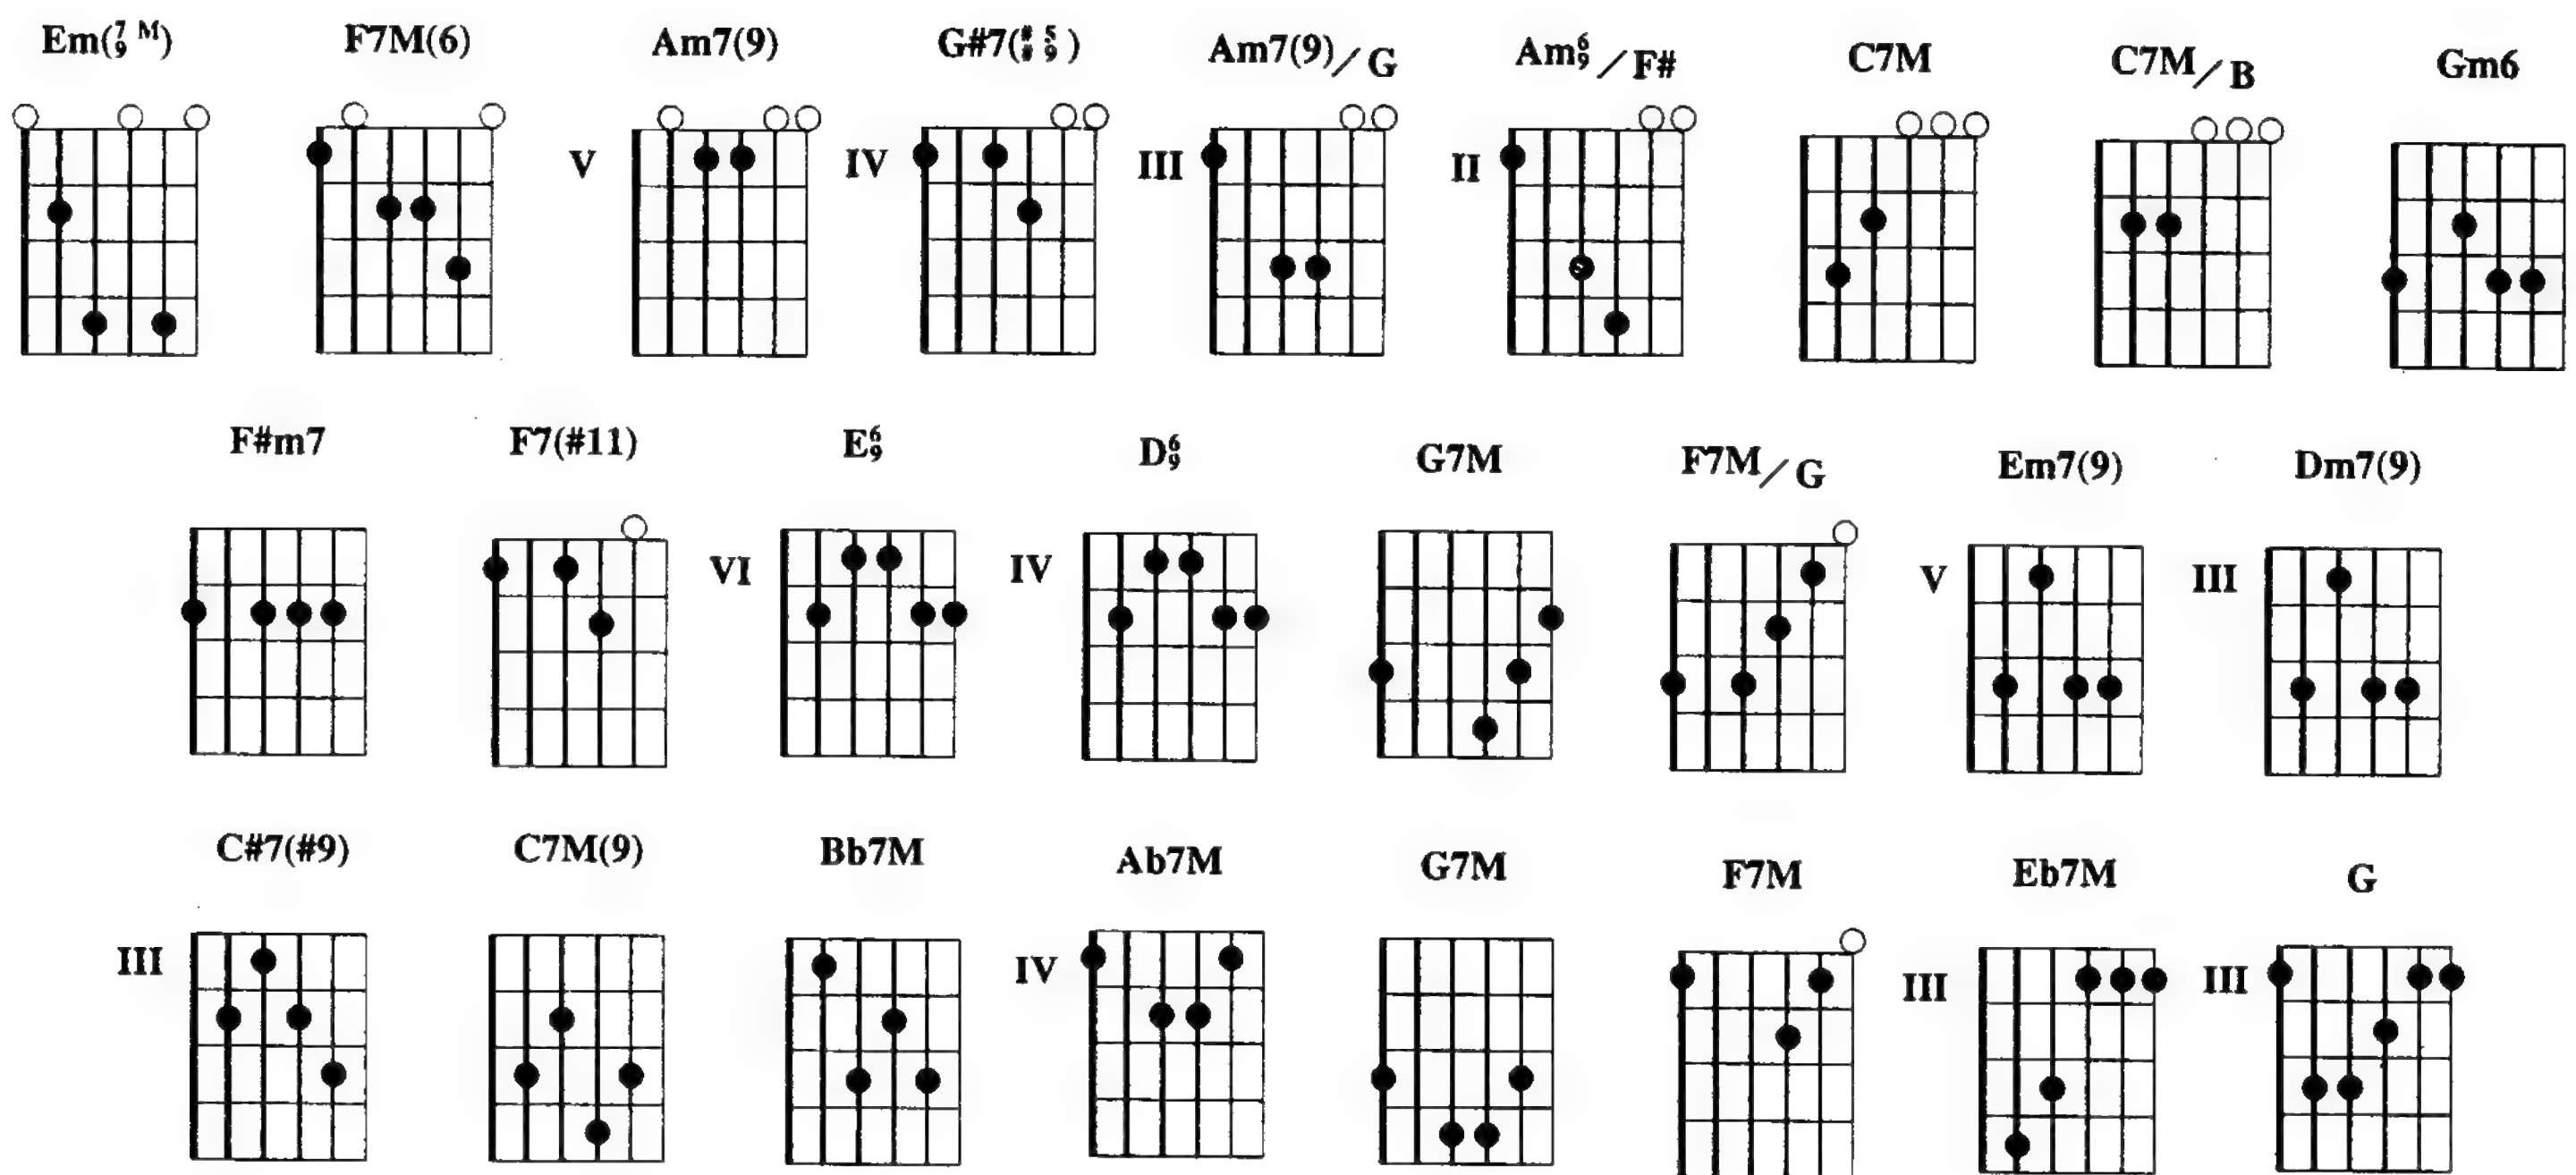 Em(7M 9) F7M(6) Am7(9) G#7(#5 #9) Am7(9)/G Am6 9/F# C7M C7M/B Gm6
V IV III II
F#m7 F7(#11) E6 9 D6 9 G7M F7M/G Em7(9) Dm7(9)
VI IV V III
C#7(#9) C7M(9) Bb7M Ab7M G7M F7M Eb7M G
III IV III III